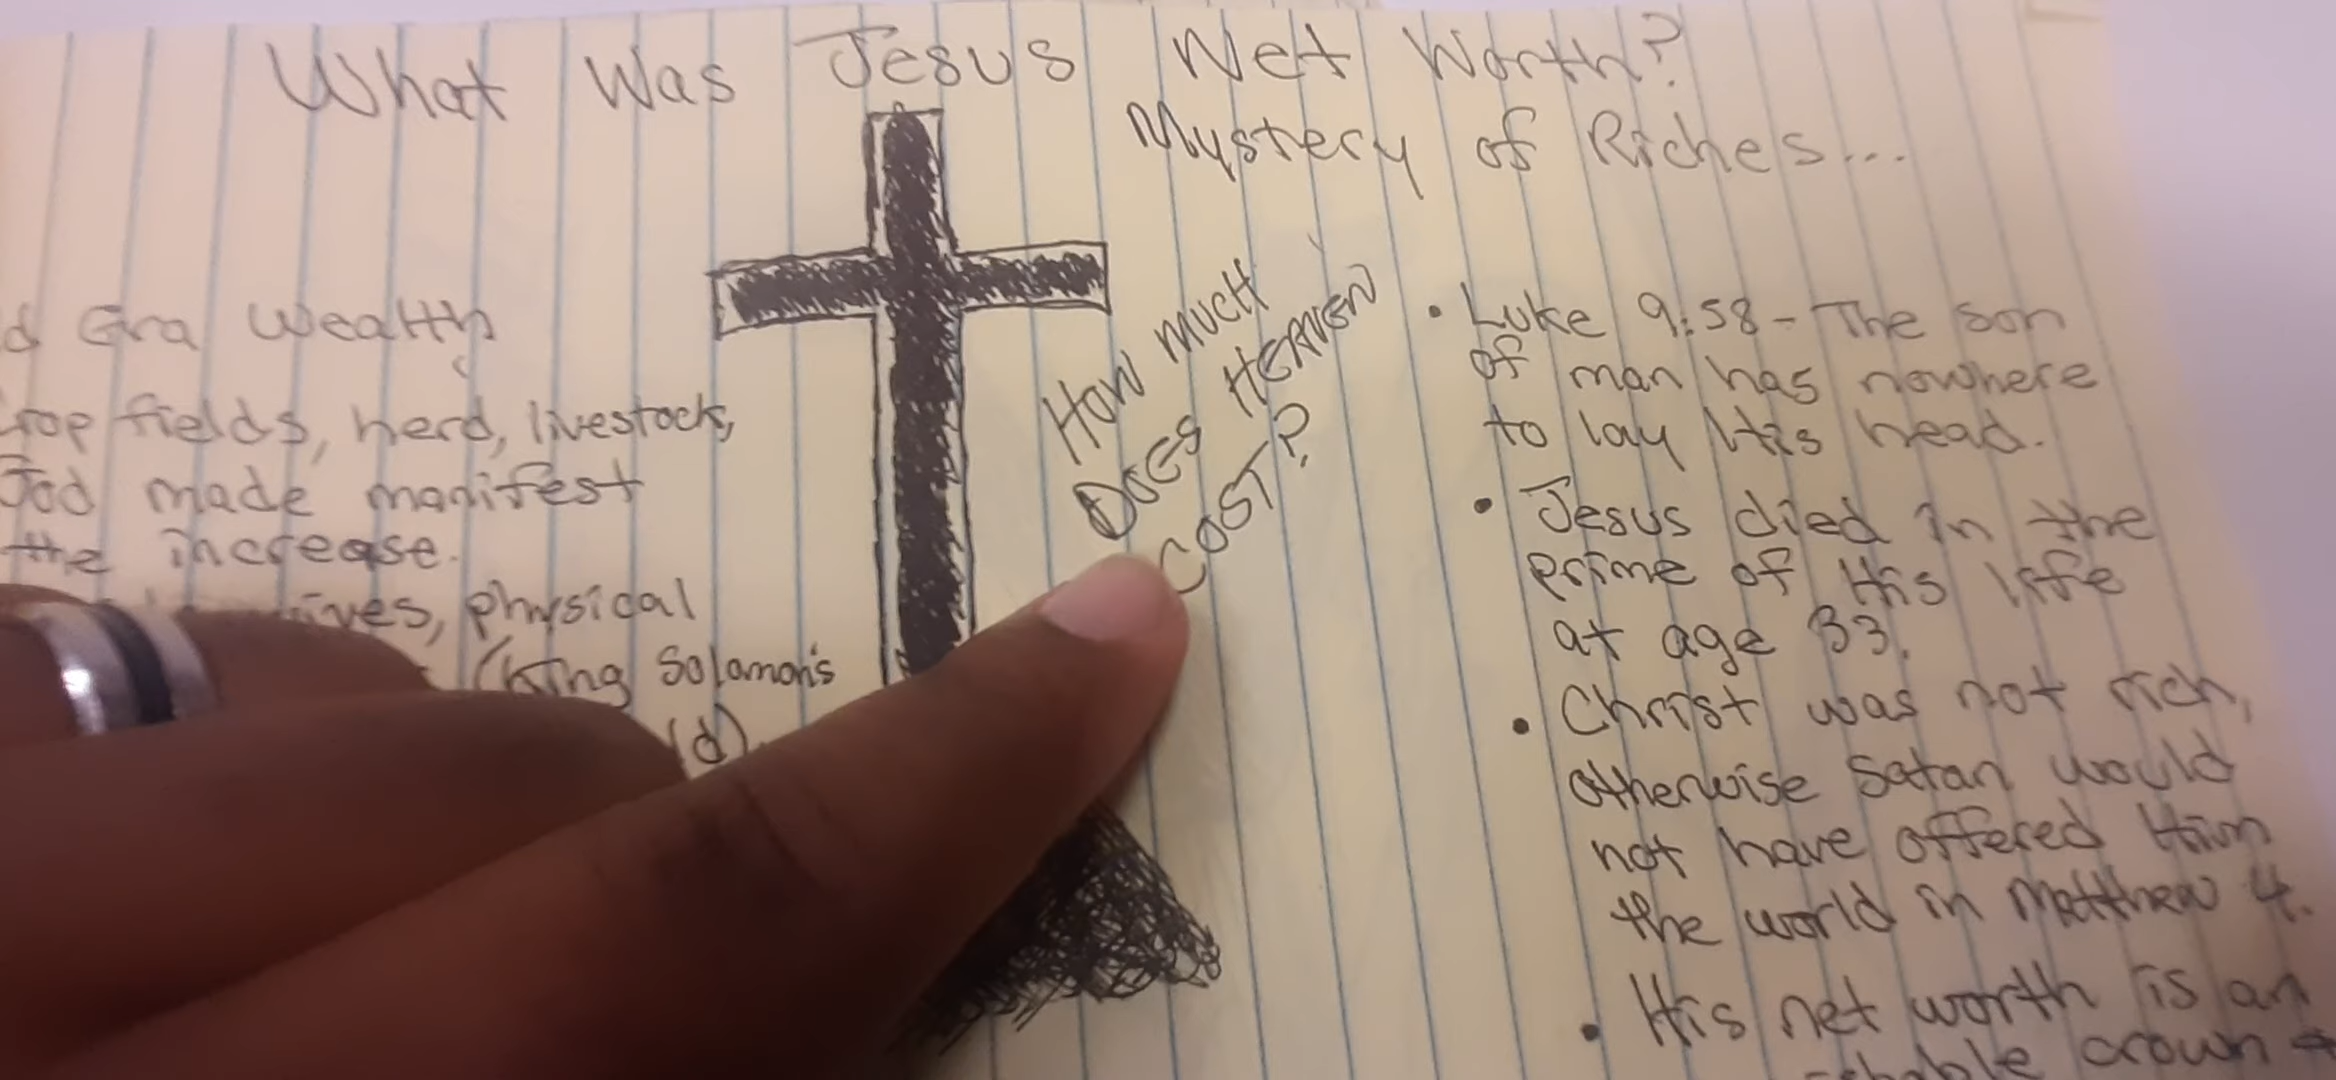 What Was Jesus Net Worth?
Mystery of Riches...
Era Wealth
fields, herd, livestock,
God made manifest
the increase.
physical
(King Solomon's
(d).
HOW MUCH
DOES HEAVEN
COST?
• Luke 9:58 - The son
of man has nowhere
to lay His head.
• Jesus died in the
prime of His life
at age 33.
• Christ was not rich,
otherwise Satan would
not have offered Him
the world in Matthew 4.
• His net worth is an
crown